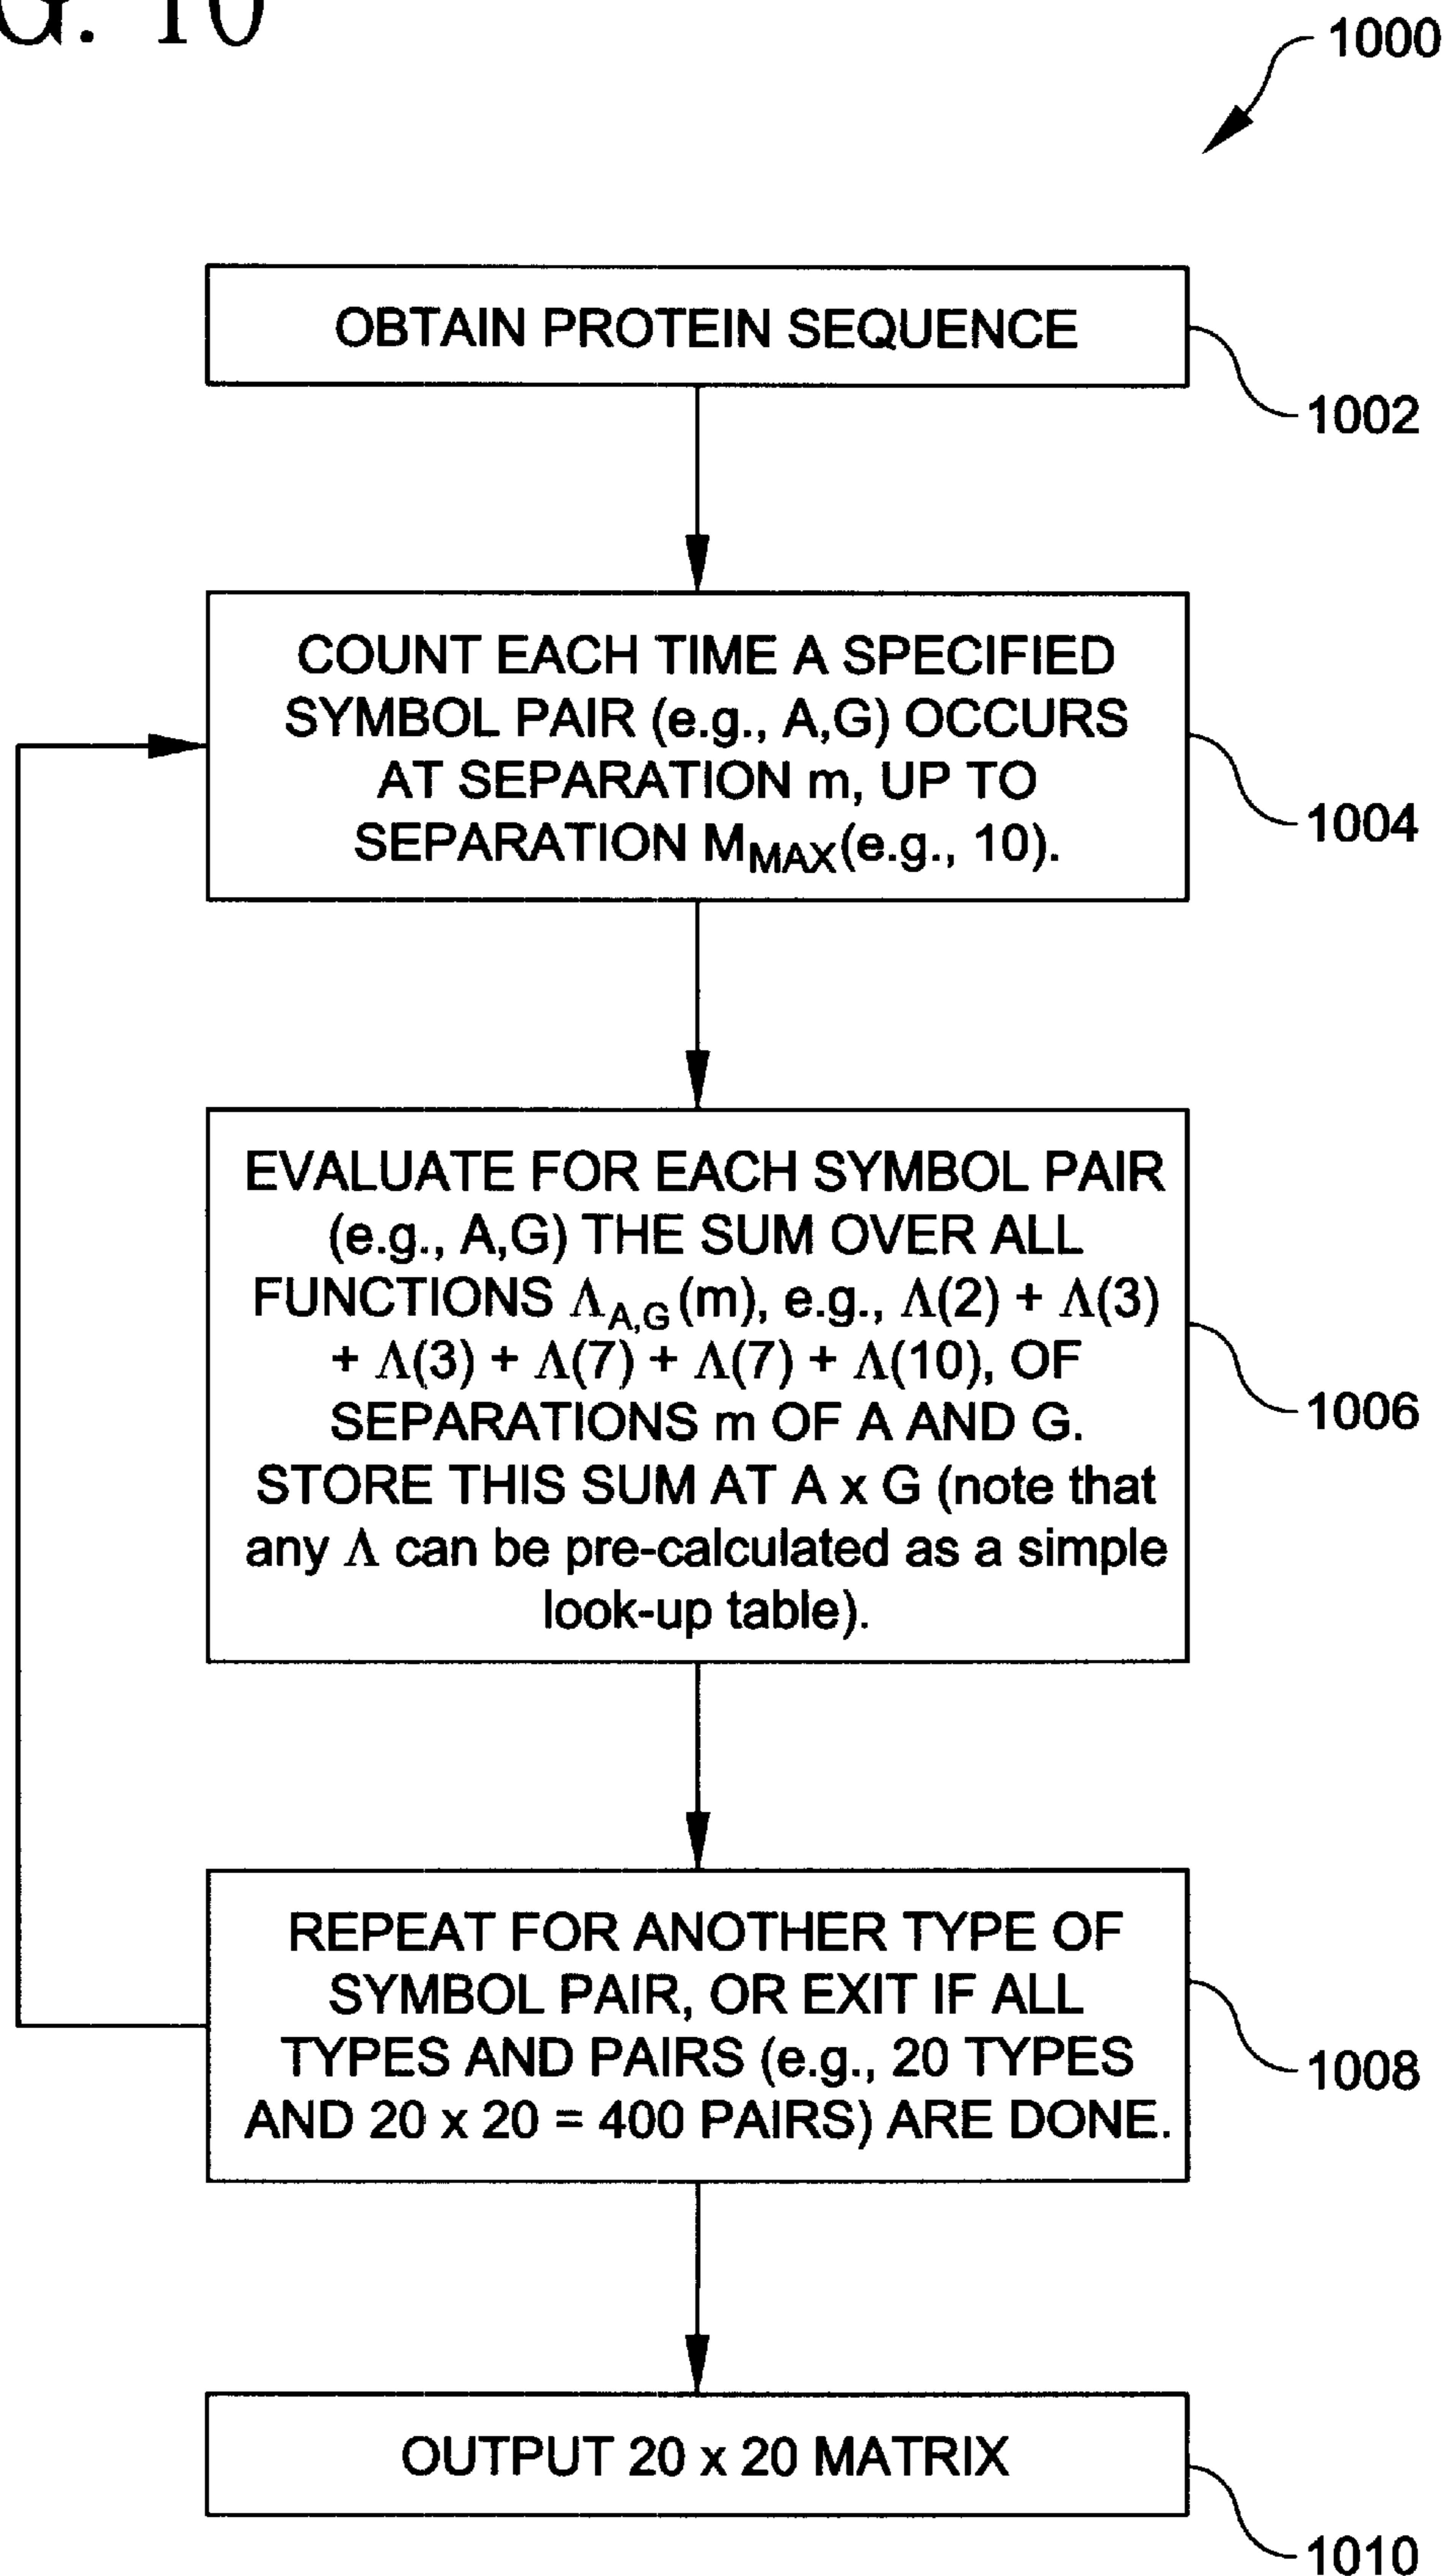 G. 10
1000
OBTAIN PROTEIN SEQUENCE
1002
COUNT EACH TIME A SPECIFIED
SYMBOL PAIR (e.g., A,G) OCCURS
AT SEPARATION m, UP TO
SEPARATION M_MAX(e.g., 10).
1004
EVALUATE FOR EACH SYMBOL PAIR
(e.g., A,G) THE SUM OVER ALL
FUNCTIONS Λ_A,G (m), e.g., Λ(2) + Λ(3)
+ Λ(3) + Λ(7) + Λ(7) + Λ(10), OF
SEPARATIONS m OF A AND G.
STORE THIS SUM AT A x G (note that
any Λ can be pre-calculated as a simple
look-up table).
1006
REPEAT FOR ANOTHER TYPE OF
SYMBOL PAIR, OR EXIT IF ALL
TYPES AND PAIRS (e.g., 20 TYPES
AND 20 x 20 = 400 PAIRS) ARE DONE.
1008
OUTPUT 20 x 20 MATRIX
1010